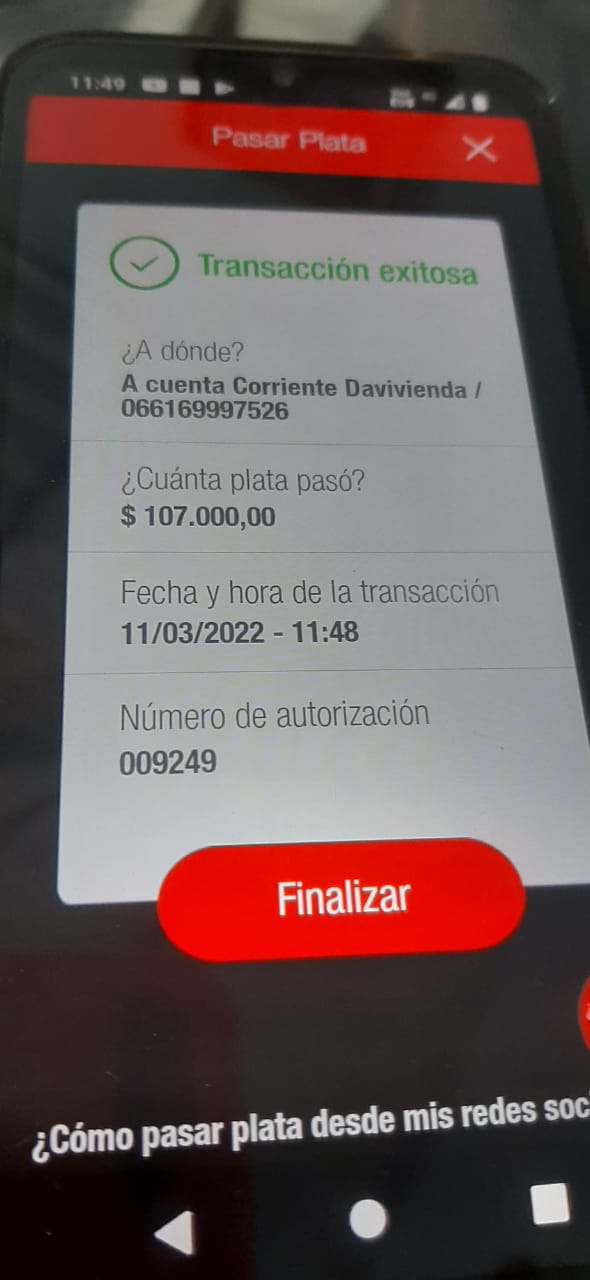 11:49
Pasar Plata
Transacción exitosa
¿A dónde?
A cuenta Corriente Davivienda /
066169997526
¿Cuánta plata pasó?
$ 107.000,00
Fecha y hora de la transacción
11/03/2022 - 11:48
Número de autorización
009249
Finalizar
¿Cómo pasar plata desde mis redes soc